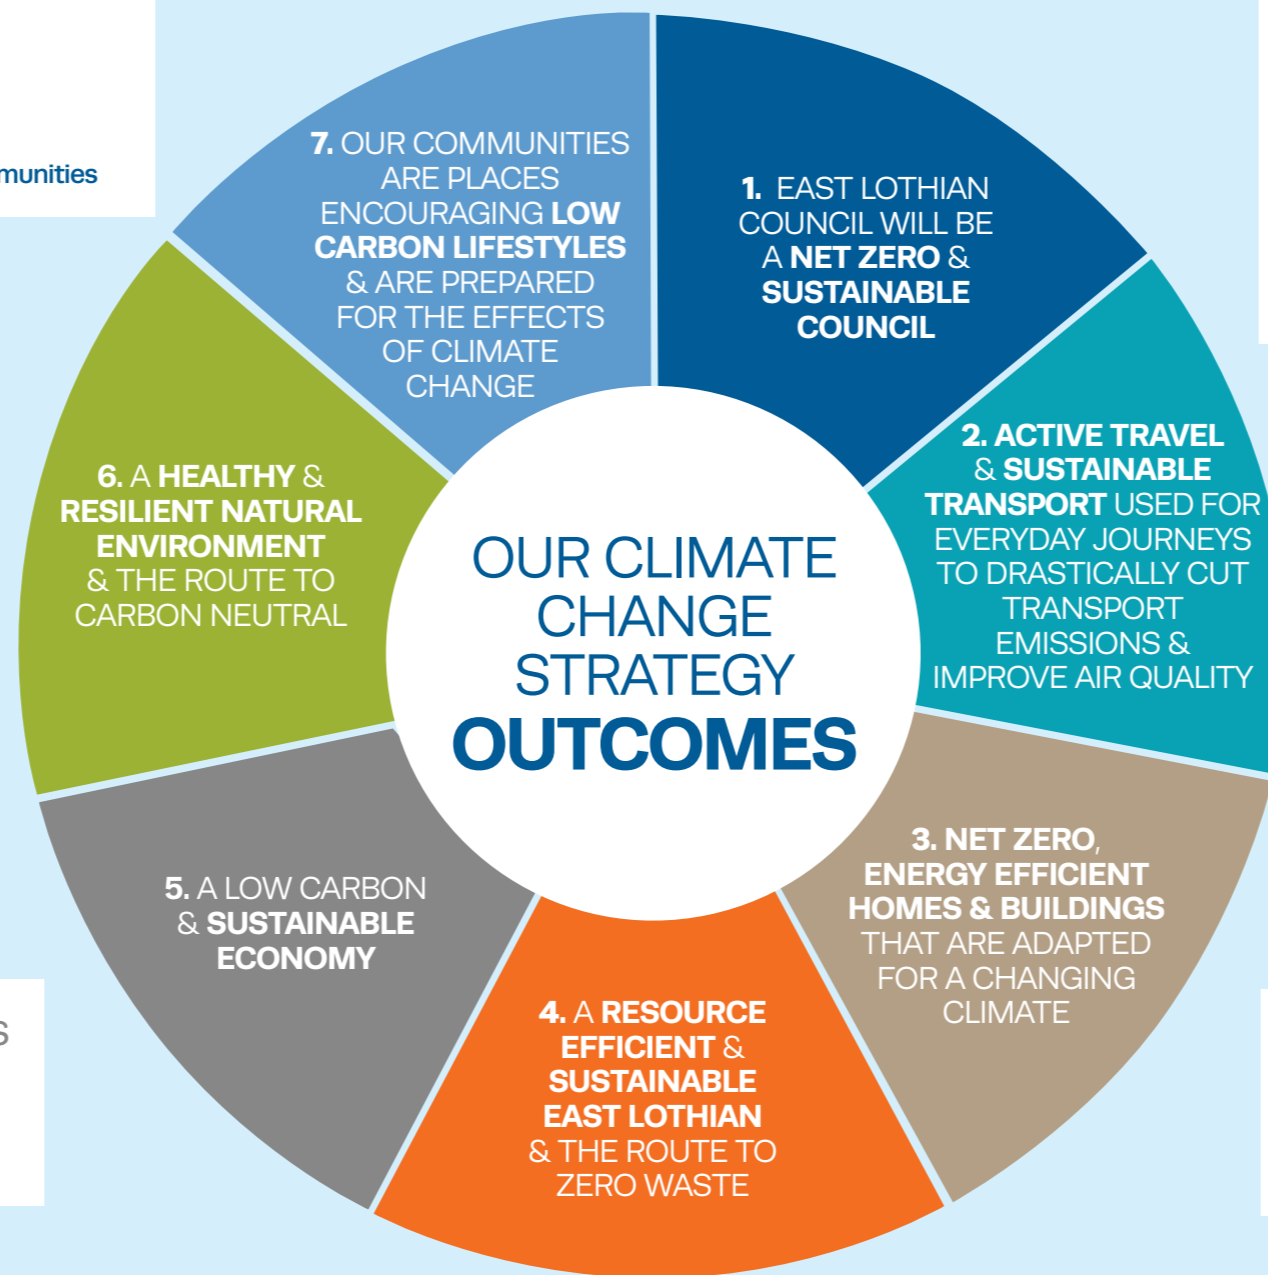 munities
7. OUR COMMUNITIES
ARE PLACES
ENCOURAGING LOW
CARBON LIFESTYLES
& ARE PREPARED
FOR THE EFFECTS
OF CLIMATE
CHANGE
1. EAST LOTHIAN
COUNCIL WILL BE
A NET ZERO &
SUSTAINABLE
COUNCIL
2. ACTIVE TRAVEL
& SUSTAINABLE
TRANSPORT USED FOR
EVERYDAY JOURNEYS
TO DRASTICALLY CUT
TRANSPORT
EMISSIONS &
IMPROVE AIR QUALITY
3. NET ZERO,
ENERGY EFFICIENT
HOMES & BUILDINGS
THAT ARE ADAPTED
FOR A CHANGING
CLIMATE
4. A RESOURCE
EFFICIENT &
SUSTAINABLE
EAST LOTHIAN
& THE ROUTE TO
ZERO WASTE
5. A LOW CARBON
& SUSTAINABLE
ECONOMY
6. A HEALTHY &
RESILIENT NATURAL
ENVIRONMENT
& THE ROUTE TO
CARBON NEUTRAL
OUR CLIMATE
CHANGE
STRATEGY
OUTCOMES
S